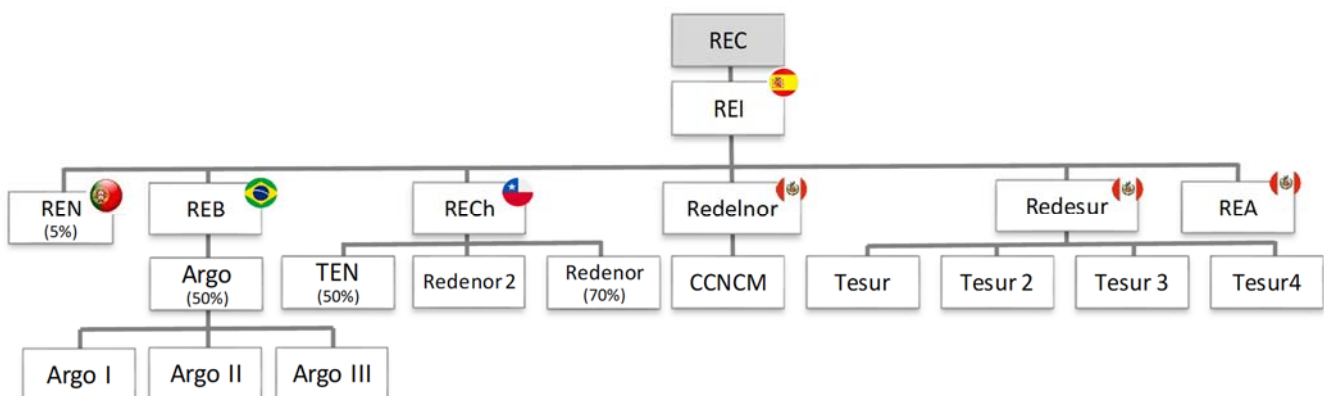 REC
REI
REN
(5%)
REB
RECh
Redelnor
Redesur
REA
Argo
(50%)
TEN
(50%)
Redenor 2
Redenor
(70%)
CCNCM
Tesur
Tesur 2
Tesur 3
Tesur4
Argo I
Argo II
Argo III